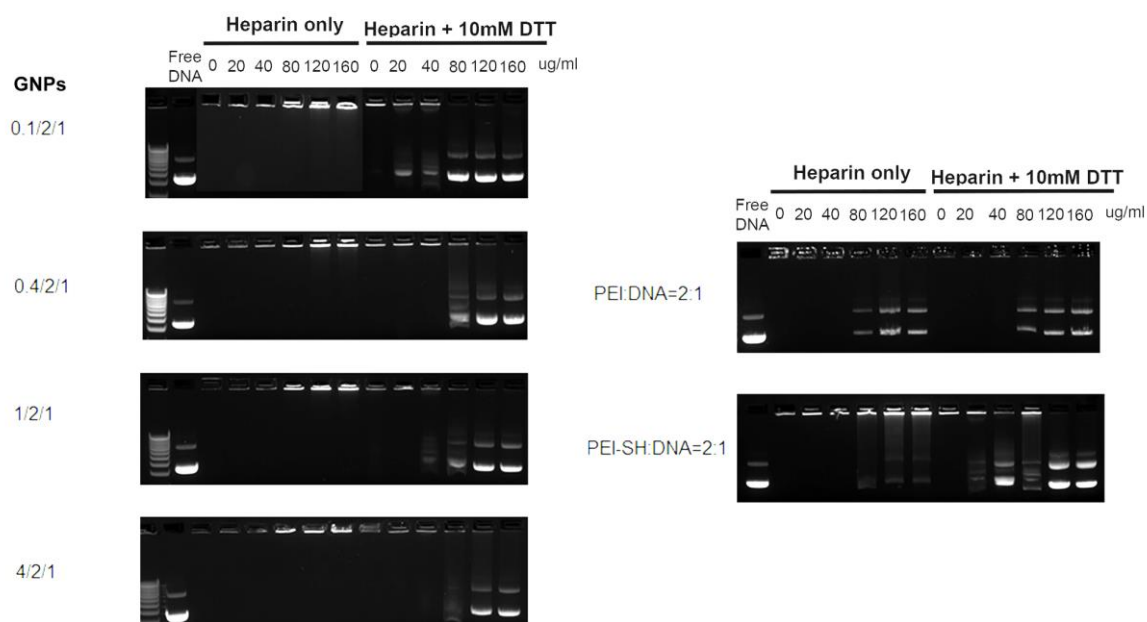 Heparin only Heparin + 10mM DTT
Free DNA 0 20 40 80 120 160 0 20 40 80 120 160 ug/ml
GNPs
0.1/2/1
0.4/2/1
1/2/1
4/2/1
Heparin only Heparin + 10mM DTT
Free DNA 0 20 40 80 120 160 0 20 40 80 120 160 ug/ml
PEI:DNA=2:1
PEI-SH:DNA=2:1